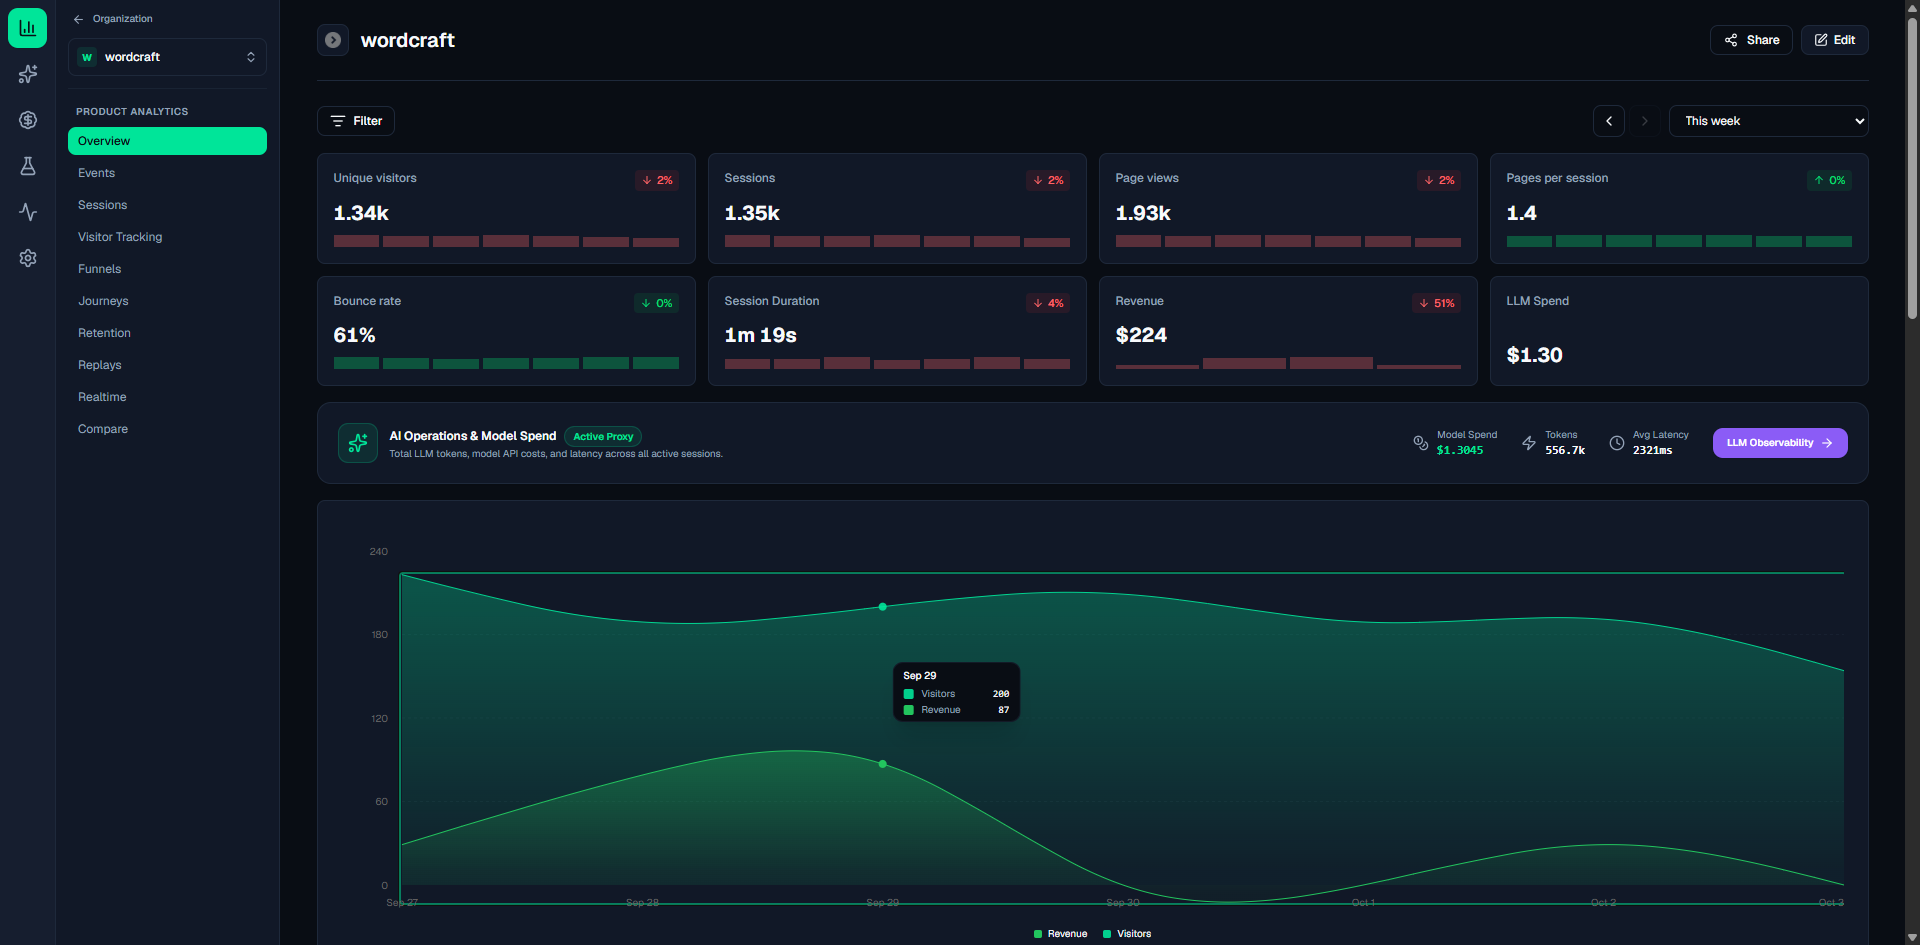 Organization
W wordcraft
PRODUCT ANALYTICS
Overview
Events
Sessions
Visitor Tracking
Funnels
Journeys
Retention
Replays
Realtime
Compare
wordcraft
Share
Edit
Filter
This week
Unique visitors
↓ 2%
1.34k
Sessions
↓ 2%
1.35k
Page views
↓ 2%
1.93k
Pages per session
↑ 0%
1.4
Bounce rate
↓ 0%
61%
Session Duration
↓ 4%
1m 19s
Revenue
↓ 51%
$224
LLM Spend
$1.30
AI Operations & Model Spend
Active Proxy
Total LLM tokens, model API costs, and latency across all active sessions.
Model Spend
$1.3045
Tokens
556.7k
Avg Latency
2321ms
LLM Observability →
240
180
120
60
0
Sep 29
Visitors 200
Revenue 87
Sep 27
Sep 28
Sep 29
Sep 30
Oct 1
Oct 2
Oct 3
Revenue
Visitors